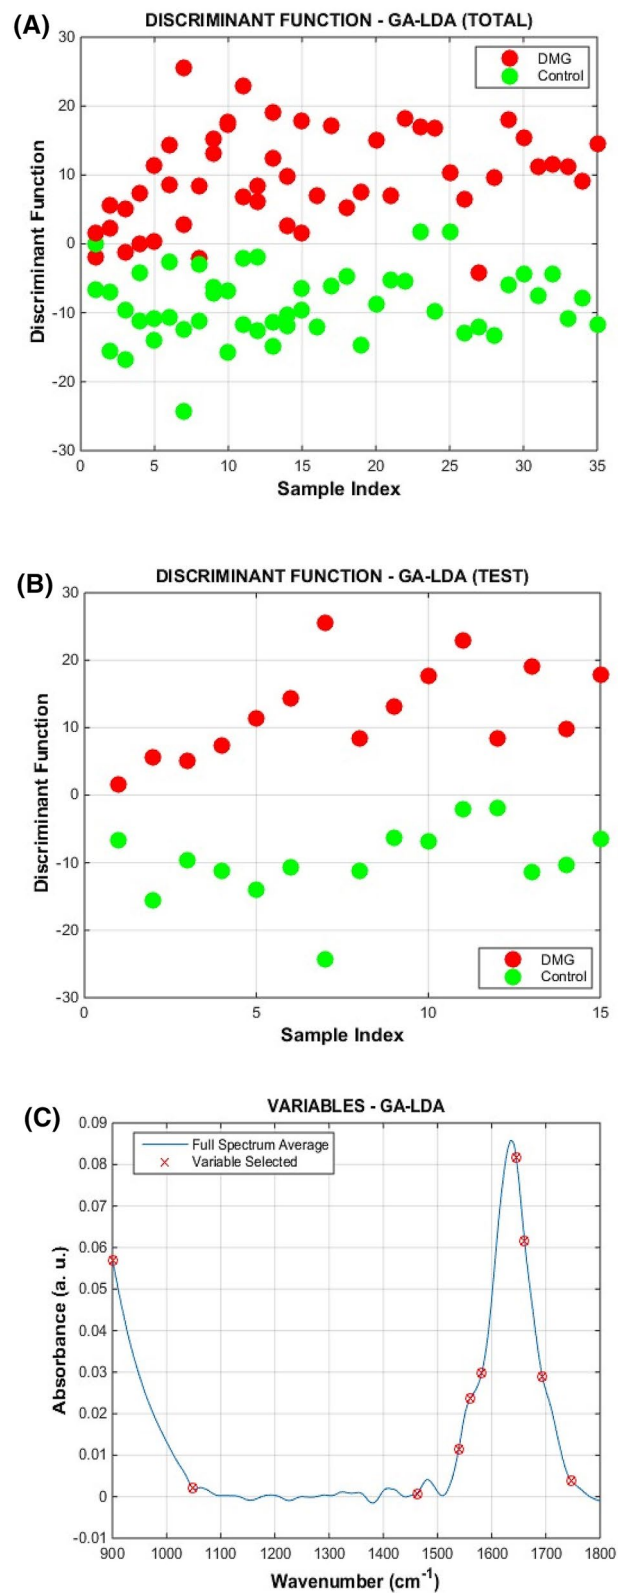 (A)
DISCRIMINANT FUNCTION - GA-LDA (TOTAL)
30
20
10
0
-10
-20
-30
Discriminant Function
DMG
Control
0 5 10 15 20 25 30 35
Sample Index
(B)
DISCRIMINANT FUNCTION - GA-LDA (TEST)
30
20
10
0
-10
-20
-30
Discriminant Function
DMG
Control
0 5 10 15
Sample Index
(C)
VARIABLES - GA-LDA
0.09
0.08
0.07
0.06
0.05
0.04
0.03
0.02
0.01
0
-0.01
Absorbance (a. u.)
Full Spectrum Average
Variable Selected
900 1000 1100 1200 1300 1400 1500 1600 1700 1800
Wavenumber (cm⁻¹)